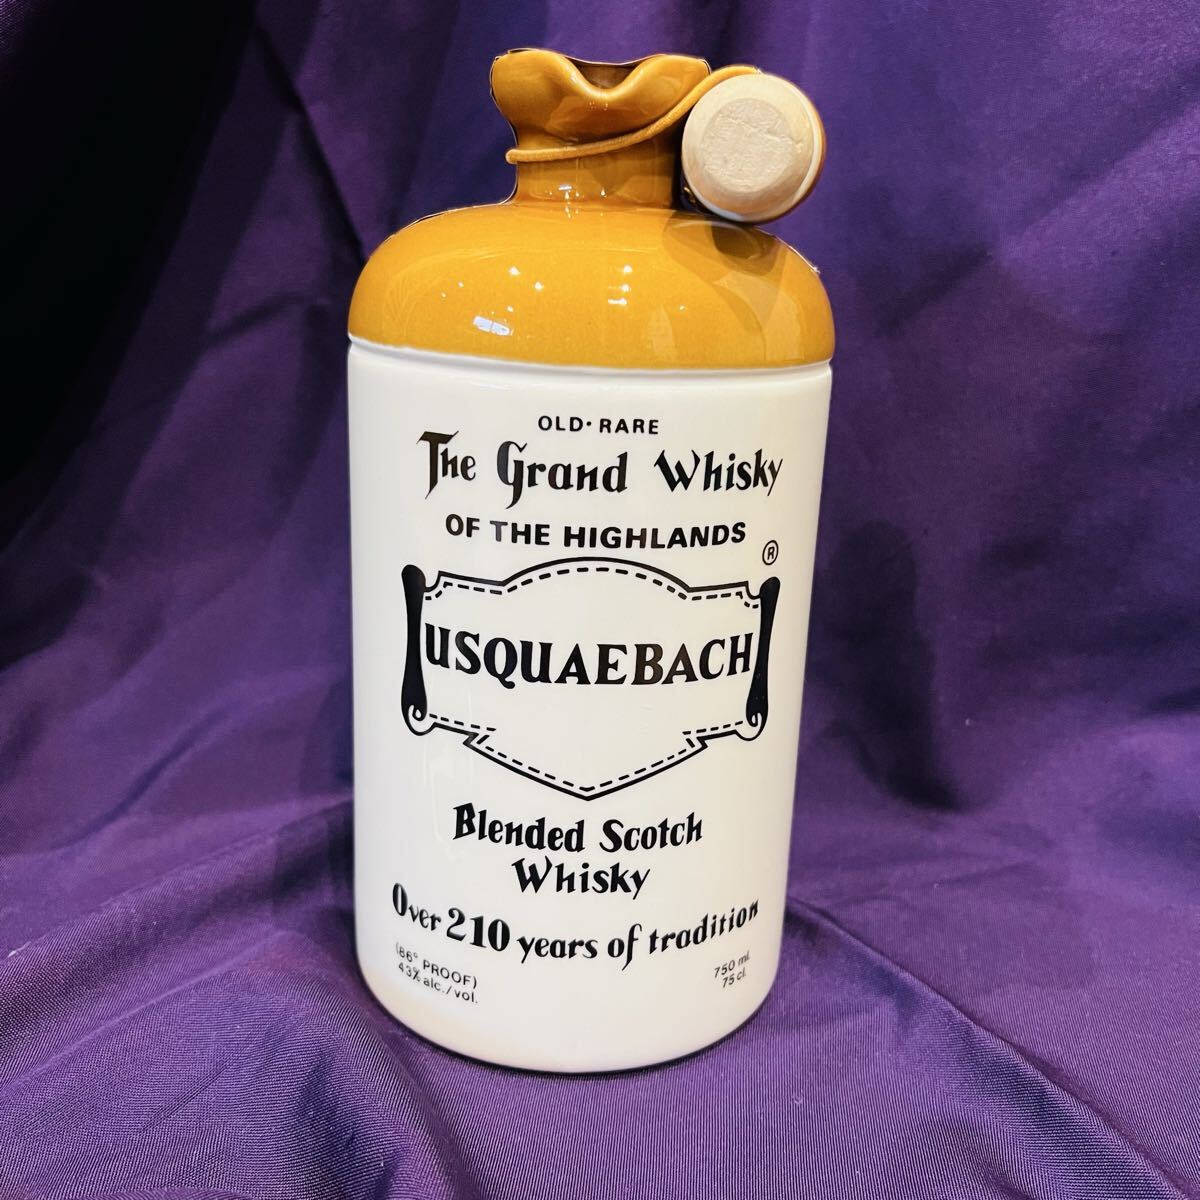 OLD·RARE
The Grand Whisky
OF THE HIGHLANDS
®
USQUAEBACH
Blended Scotch
Whisky
Over 210 years of tradition
(86° PROOF)
43% alc./vol.
750 ml.
75 cl.